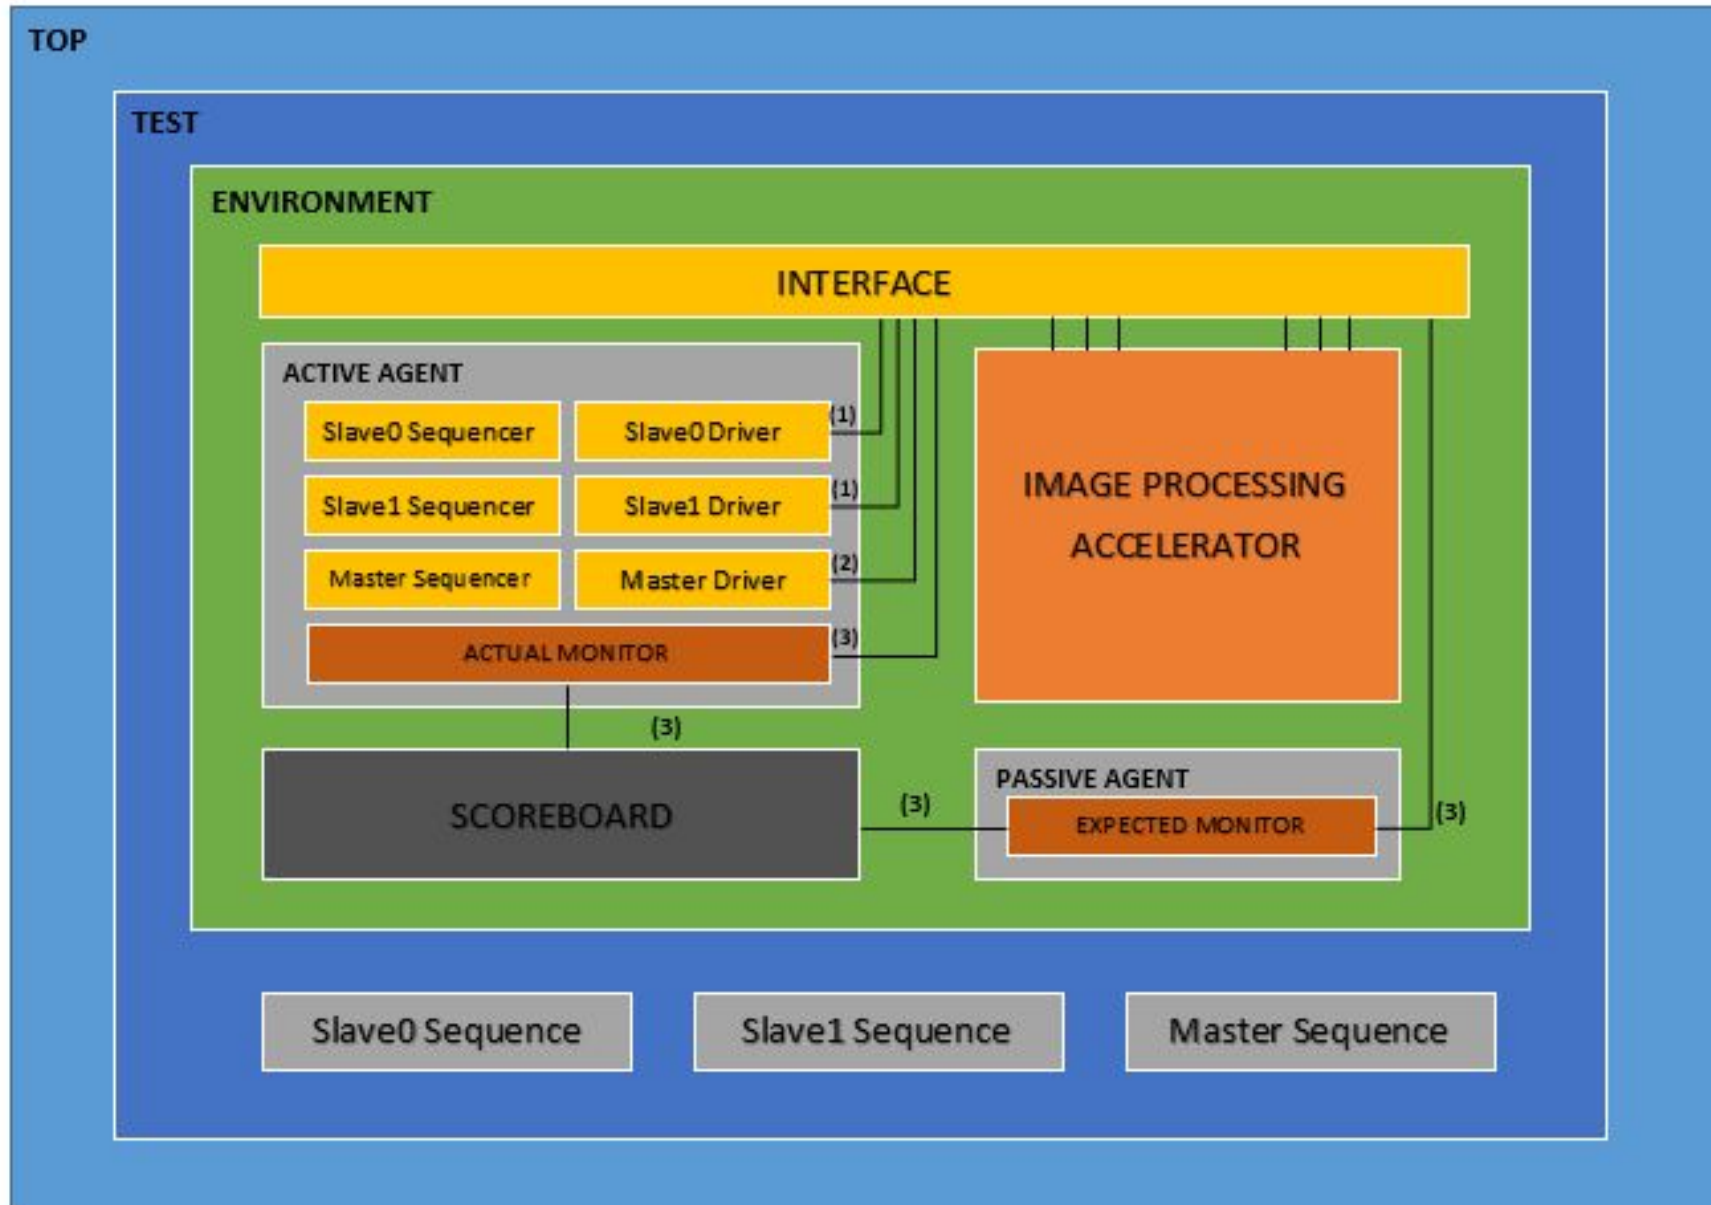 TOP
TEST
ENVIRONMENT
INTERFACE
ACTIVE AGENT
Slave0 Sequencer
Slave0 Driver
(1)
Slave1 Sequencer
Slave1 Driver
(1)
Master Sequencer
Master Driver
(2)
ACTUAL MONITOR
(3)
(3)
IMAGE PROCESSING
ACCELERATOR
SCOREBOARD
(3)
PASSIVE AGENT
EXPECTED MONITOR
(3)
Slave0 Sequence
Slave1 Sequence
Master Sequence